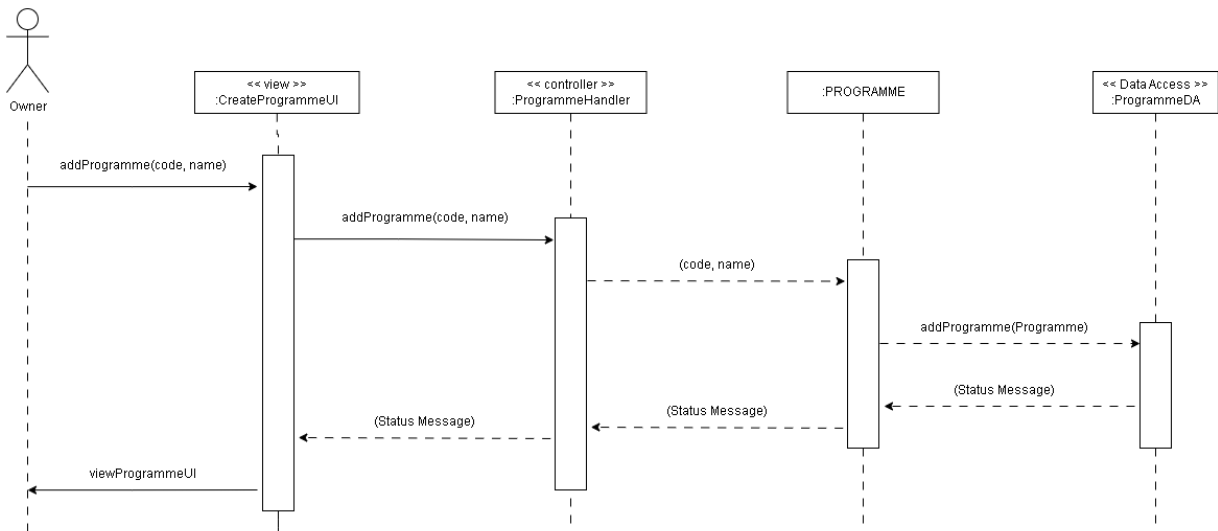 << view >>
:CreateProgrammeUI
<< controller >>
:ProgrammeHandler
:PROGRAMME
<< Data Access >>
:ProgrammeDA
Owner
addProgramme(code, name)
addProgramme(code, name)
(code, name)
addProgramme(Programme)
(Status Message)
(Status Message)
(Status Message)
viewProgrammeUI